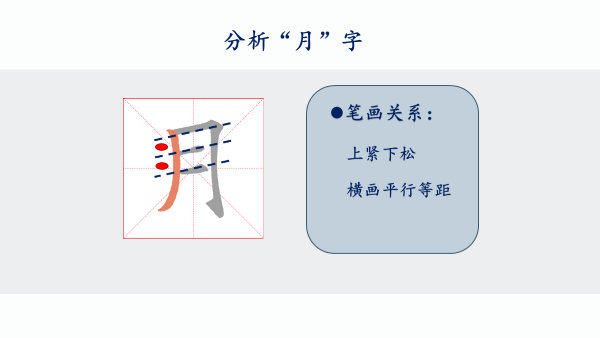 分析“月”字
月
●笔画关系：
上紧下松
横画平行等距